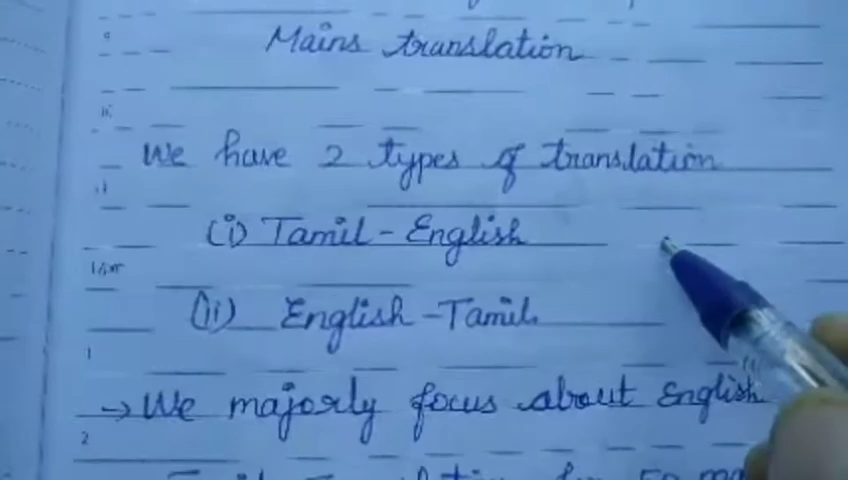 Mains translation
We have 2 types of translation
(i) Tamil - English
(ii) English - Tamil.
→ We majorly focus about English